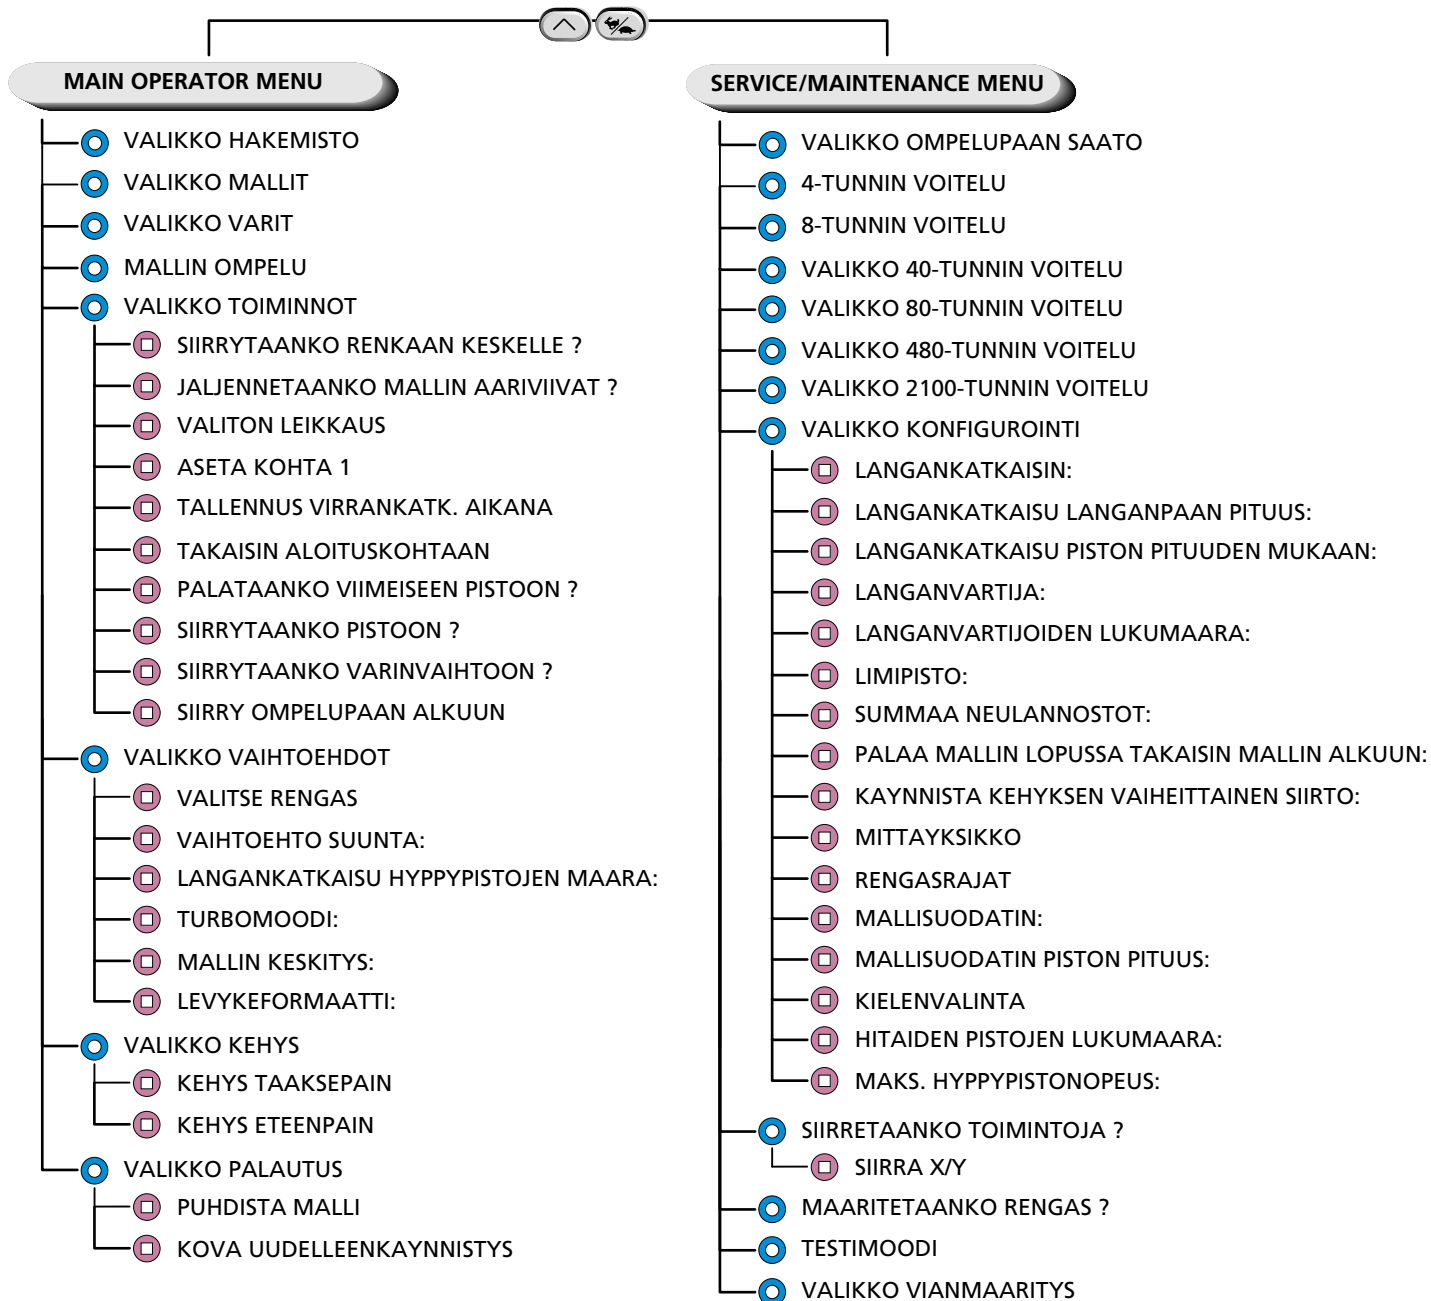 MAIN OPERATOR MENU
VALIKKO HAKEMISTO
VALIKKO MALLIT
VALIKKO VARIT
MALLIN OMPELU
VALIKKO TOIMINNOT
SIIRRYTAANKO RENKAAN KESKELLE ?
JALJENNETAANKO MALLIN AARIVIIVAT ?
VALITON LEIKKAUS
ASETA KOHTA 1
TALLENNUS VIRRANKATK. AIKANA
TAKAISIN ALOITUSKOHTAAN
PALATAANKO VIIMEISEEN PISTOON ?
SIIRRYTAANKO PISTOON ?
SIIRRYTAANKO VARINVAIHTOON ?
SIIRRY OMPELUPAAN ALKUUN
VALIKKO VAIHTOEHDOT
VALITSE RENGAS
VAIHTOEHTO SUUNTA:
LANGANKATKAISU HYPPYPISTOJEN MAARA:
TURBOMOODI:
MALLIN KESKITYS:
LEVYKEFORMAATTI:
VALIKKO KEHYS
KEHYS TAAKSEPAIN
KEHYS ETEENPAIN
VALIKKO PALAUTUS
PUHDISTA MALLI
KOVA UUDELLEENKAYNNISTYS
SERVICE/MAINTENANCE MENU
VALIKKO OMPELUPAAN SAATO
4-TUNNIN VOITELU
8-TUNNIN VOITELU
VALIKKO 40-TUNNIN VOITELU
VALIKKO 80-TUNNIN VOITELU
VALIKKO 480-TUNNIN VOITELU
VALIKKO 2100-TUNNIN VOITELU
VALIKKO KONFIGUROINTI
LANGANKATKAISIN:
LANGANKATKAISU LANGANPAAN PITUUS:
LANGANKATKAISU PISTON PITUUDEN MUKAAN:
LANGANVARTIJA:
LANGANVARTIJOIDEN LUKUMAARA:
LIMIPISTO:
SUMMAA NEULANNOSTOT:
PALAA MALLIN LOPUSSA TAKAISIN MALLIN ALKUUN:
KAYNNISTA KEHYKSEN VAIHEITTAINEN SIIRTO:
MITTAYKSIKKO
RENGASRAJAT
MALLISUODATIN:
MALLISUODATIN PISTON PITUUS:
KIELENVALINTA
HITAIDEN PISTOJEN LUKUMAARA:
MAKS. HYPPYPISTONOPEUS:
SIIRRETAANKO TOIMINTOJA ?
SIIRRA X/Y
MAARITETAANKO RENGAS ?
TESTIMOODI
VALIKKO VIANMAARITYS